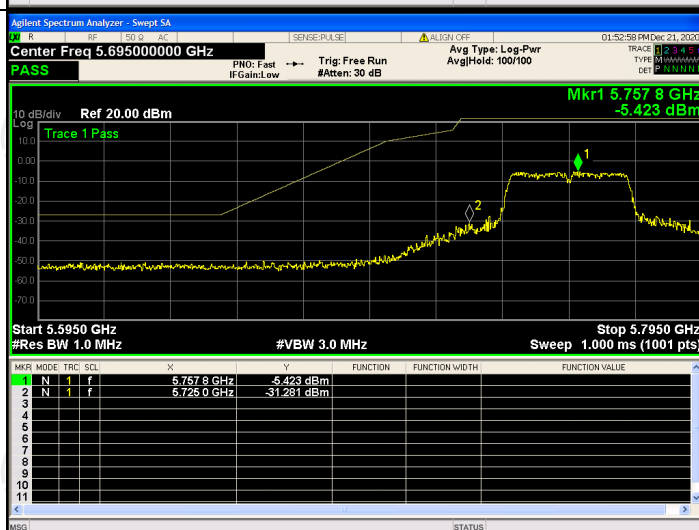 Agilent Spectrum Analyzer - Swept SA
LXI R RF 50 Ω AC SENSE:PULSE ALIGN OFF 01:52:58 PM Dec 21, 2020
Center Freq 5.695000000 GHz Avg Type: Log-Pwr TRACE 1 2 3 4 5
PASS PNO: Fast Trig: Free Run Avg|Hold: 100/100 TYPE M
IFGain:Low #Atten: 30 dB DET P N N N N
Mkr1 5.757 8 GHz
10 dB/div Ref 20.00 dBm -5.423 dBm
Log
Trace 1 Pass
10.0
1
0.00
-10.0
-20.0
2
-30.0
-40.0
-50.0
-60.0
-70.0
Start 5.5950 GHz Stop 5.7950 GHz
#Res BW 1.0 MHz #VBW 3.0 MHz Sweep 1.000 ms (1001 pts)
MKR MODE TRC SCL X Y FUNCTION FUNCTION WIDTH FUNCTION VALUE
1 N 1 f 5.757 8 GHz -5.423 dBm
2 N 1 f 5.725 0 GHz -31.281 dBm
3
4
5
6
7
8
9
10
11
MSG STATUS